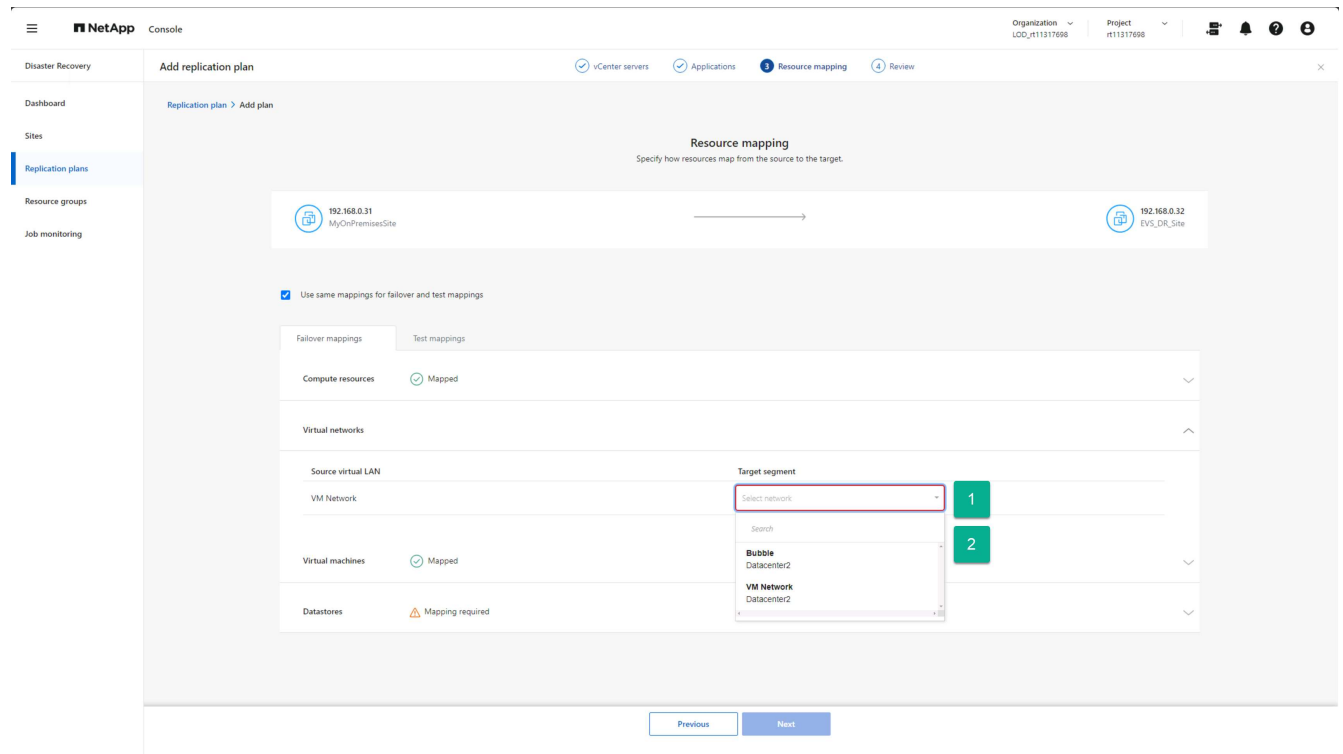 NetApp Console
Organization
LOD_rt11317698
Project
rt11317698
Disaster Recovery
Add replication plan
vCenter servers
Applications
3 Resource mapping
4 Review
Dashboard
Sites
Replication plans
Resource groups
Job monitoring
Replication plan > Add plan
Resource mapping
Specify how resources map from the source to the target.
192.168.0.31
MyOnPremisesSite
192.168.0.32
EVS_DR_Site
Use same mappings for failover and test mappings
Failover mappings
Test mappings
Compute resources
Mapped
Virtual networks
Source virtual LAN
Target segment
VM Network
Select network
1
Search
2
Bubble
Datacenter2
VM Network
Datacenter2
Virtual machines
Mapped
Datastores
Mapping required
Previous
Next